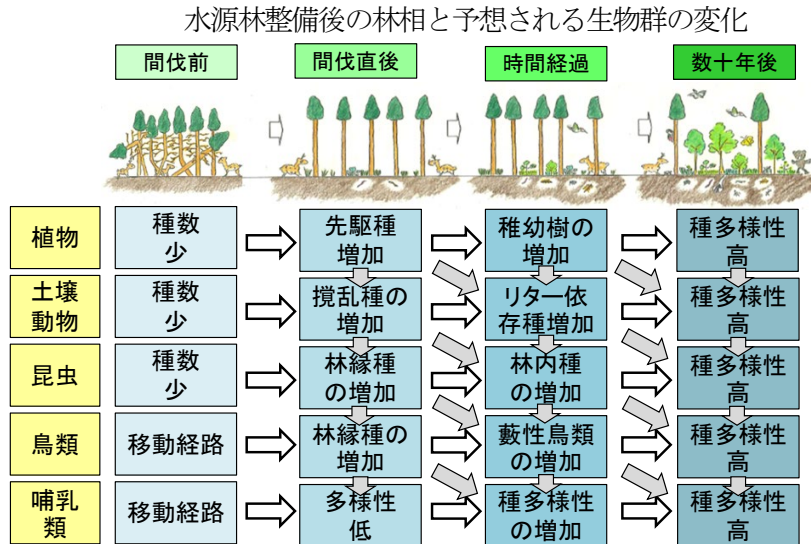 水源林整備後の林相と予想される生物群の変化
間伐前
間伐直後
時間経過
数十年後
植物
種数
少
先駆種
増加
稚幼樹の
増加
種多様性
高
土壌
動物
種数
少
撹乱種の
増加
リター依
存種増加
種多様性
高
昆虫
種数
少
林縁種
の増加
林内種
の増加
種多様性
高
鳥類
移動経路
林縁種の
増加
藪性鳥類
の増加
種多様性
高
哺乳
類
移動経路
多様性
低
種多様性
の増加
種多様性
高